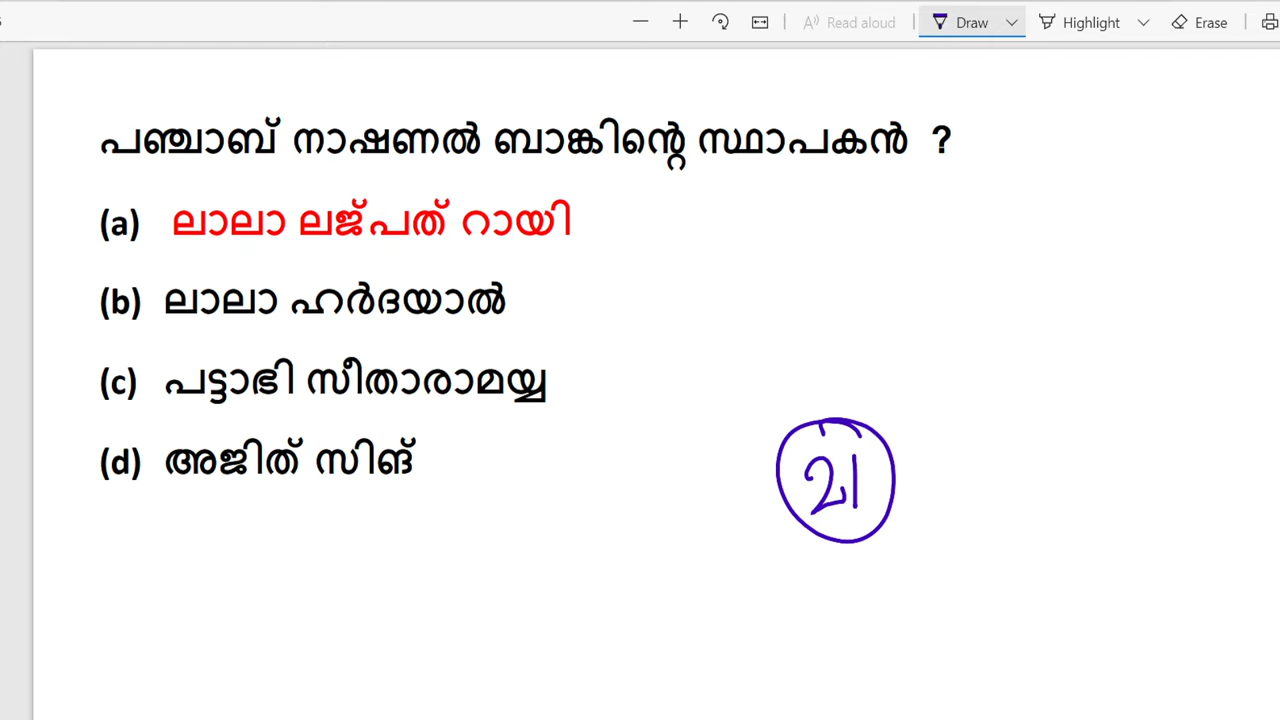 Read aloud Draw Highlight Erase
പഞ്ചാബ് നാഷണൽ ബാങ്കിന്റെ സ്ഥാപകൻ ?
(a) ലാലാ ലജ്പത് റായി
(b) ലാലാ ഹർദയാൽ
(c) പട്ടാഭി സീതാരാമയ്യ
(d) അജിത് സിങ്
21